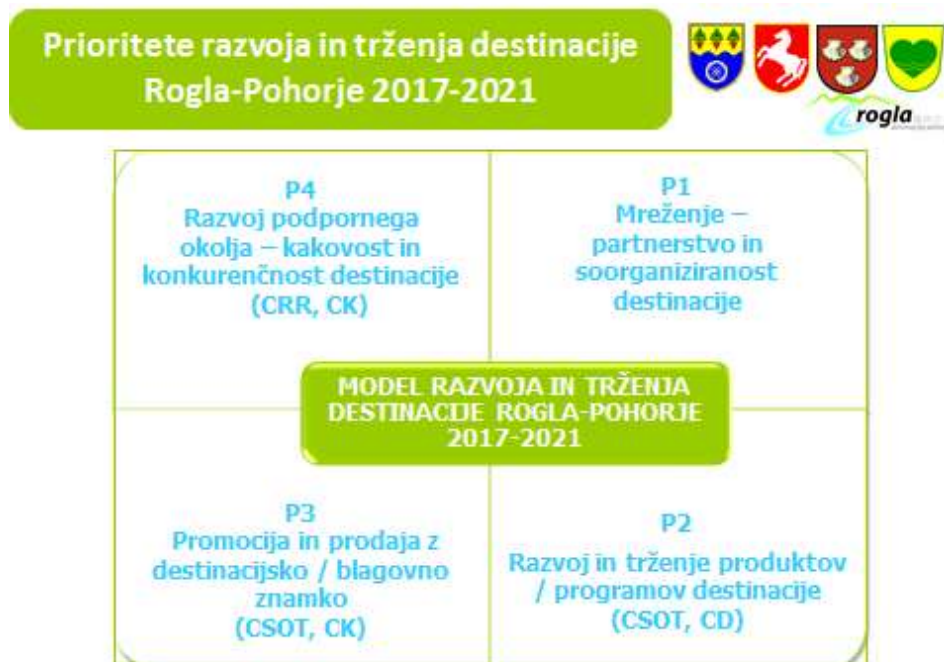 Prioritete razvoja in trženja destinacije
Rogla-Pohorje 2017-2021
rogla
P4
Razvoj podpornega
okolja – kakovost in
konkurenčnost destinacije
(CRR, CK)
P1
Mreženje –
partnerstvo in
soorganiziranost
destinacije
MODEL RAZVOJA IN TRŽENJA
DESTINACIJE ROGLA-POHORJE
2017-2021
P3
Promocija in prodaja z
destinacijsko / blagovno
znamko
(CSOT, CK)
P2
Razvoj in trženje produktov
/ programov destinacije
(CSOT, CD)